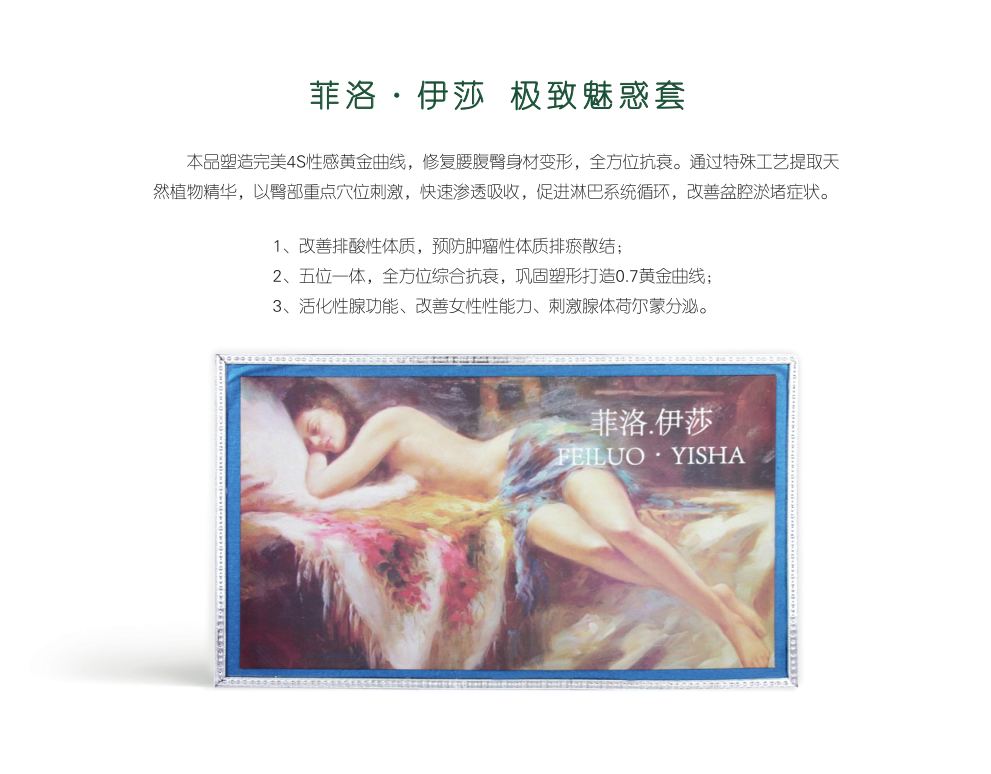 菲洛·伊莎 极致魅惑套
本品塑造完美4S性感黄金曲线，修复腰腹臀身材变形，全方位抗衰。通过特殊工艺提取天
然植物精华，以臀部重点穴位刺激，快速渗透吸收，促进淋巴系统循环，改善盆腔淤堵症状。
1、改善排酸性体质，预防肿瘤性体质排瘀散结；
2、五位一体，全方位综合抗衰，巩固塑形打造0.7黄金曲线；
3、活化性腺功能、改善女性性能力、刺激腺体荷尔蒙分泌。
菲洛.伊莎
FEILUO · YISHA